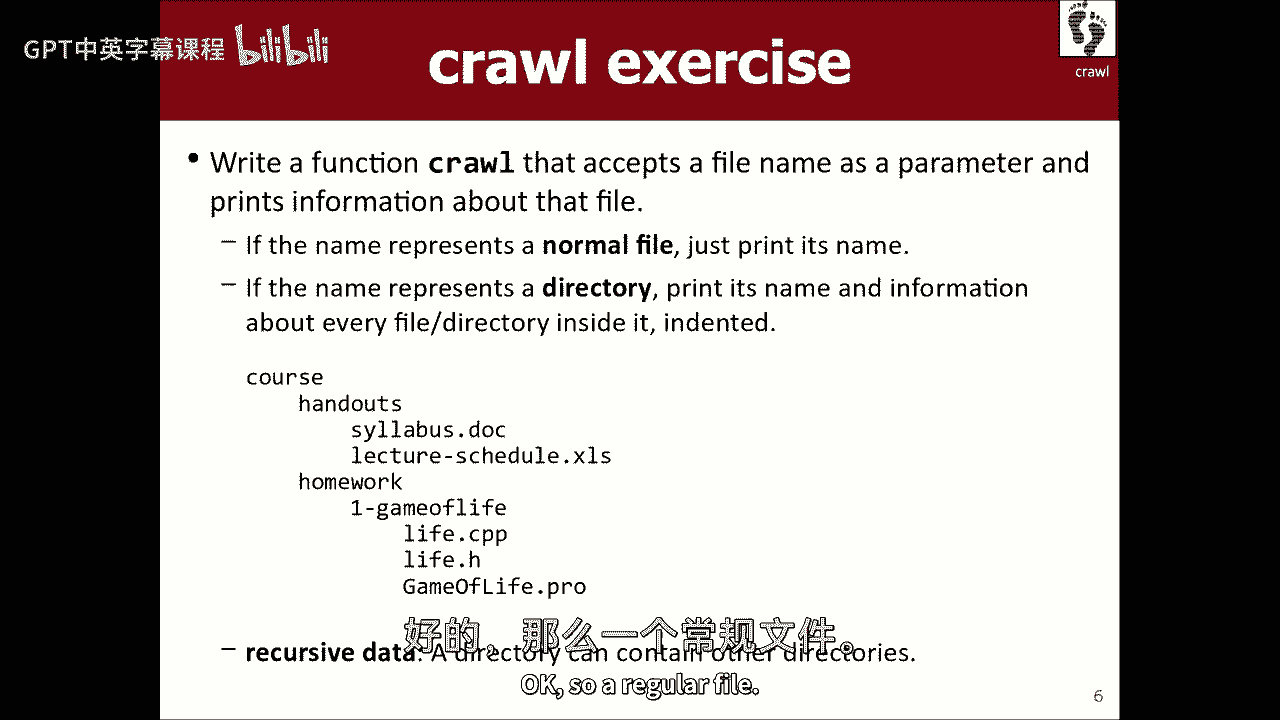 GPT中英字幕课程 bilibili
crawl exercise
crawl
• Write a function crawl that accepts a file name as a parameter and
prints information about that file.
– If the name represents a normal file, just print its name.
– If the name represents a directory, print its name and information
about every file/directory inside it, indented.
course
handouts
syllabus.doc
lecture-schedule.xls
homework
1-gameoflife
life.cpp
life.h
GameOfLife.pro
好的。那么一个常规文件。
– recursive data: A directory can contain other directories.
OK, so a regular file.
6